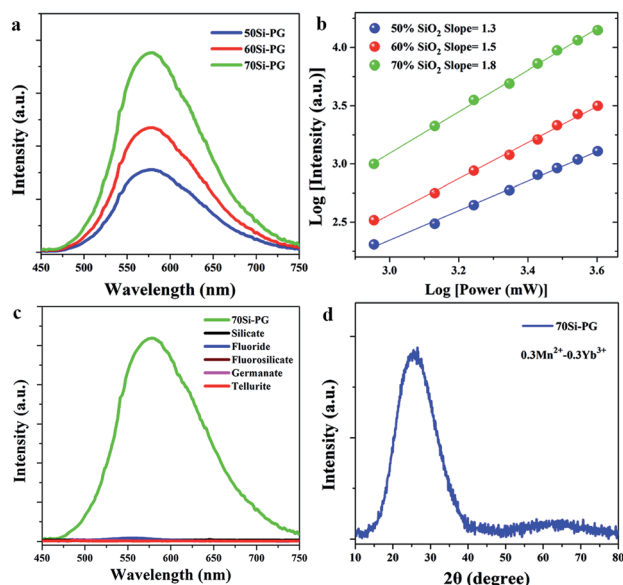 a
50Si-PG
60Si-PG
70Si-PG
Intensity (a.u.)
450 500 550 600 650 700 750
Wavelength (nm)
b
50% SiO₂ Slope= 1.3
60% SiO₂ Slope= 1.5
70% SiO₂ Slope= 1.8
Log [Intensity (a.u.)]
4.0
3.5
3.0
2.5
3.0 3.2 3.4 3.6
Log [Power (mW)]
c
70Si-PG
Silicate
Fluoride
Fluorosilicate
Germanate
Tellurite
Intensity (a.u.)
450 500 550 600 650 700 750
Wavelength (nm)
d
70Si-PG
0.3Mn²⁺-0.3Yb³⁺
Intensity (a.u.)
10 20 30 40 50 60 70 80
2θ (degree)